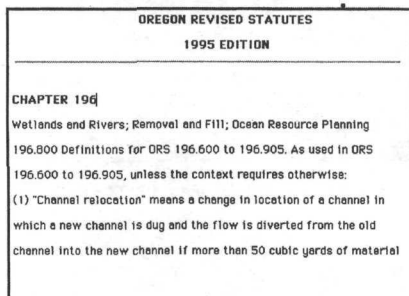 OREGON REVISED STATUTES
1995 EDITION
CHAPTER 196
Wetlands and Rivers; Removal and Fill; Ocean Resource Planning
196.800 Definitions for ORS 196.600 to 196.905. As used in ORS
196.600 to 196.905, unless the context requires otherwise:
(1) "Channel relocation" means a change in location of a channel in
which a new channel is dug and the flow is diverted from the old
channel into the new channel if more than 50 cubic yards of material